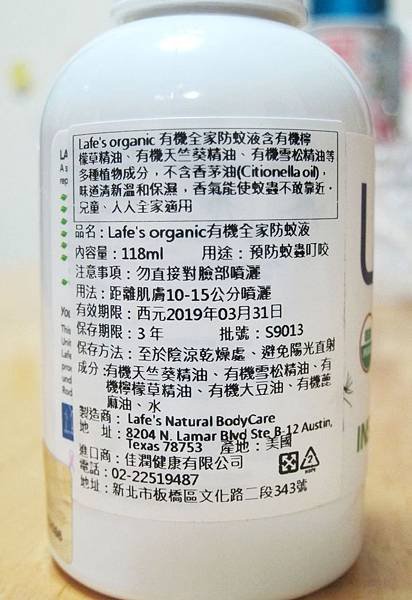 Lafe's organic 有機全家防蚊液含有機檸
檬草精油、有機天竺葵精油、有機雪松精油等
多種植物成分，不含香茅油(Citionella oil)，
味道清新溫和保濕，香氣能使蚊蟲不敢靠近。
兒童、大人全家適用
品名：Lafe's organic有機全家防蚊液
內容量：118ml 用途：預防蚊蟲叮咬
注意事項：勿直接對臉部噴灑
用法：距離肌膚10-15公分噴灑
有效期限：西元2019年03月31日
保存期限：3 年 批號：S9013
保存方法：至於陰涼乾燥處、避免陽光直射
成分：有機天竺葵精油、有機雪松精油、有
機檸檬草精油、有機大豆油、有機蓖
麻油、水
製造商：Lafe's Natural BodyCare
地 址：8204 N. Lamar Blvd Ste B-12 Austin,
Texas 78753 產地：美國
進口商：佳潤健康有限公司
電話：02-22519487
地址：新北市板橋區文化路二段343號